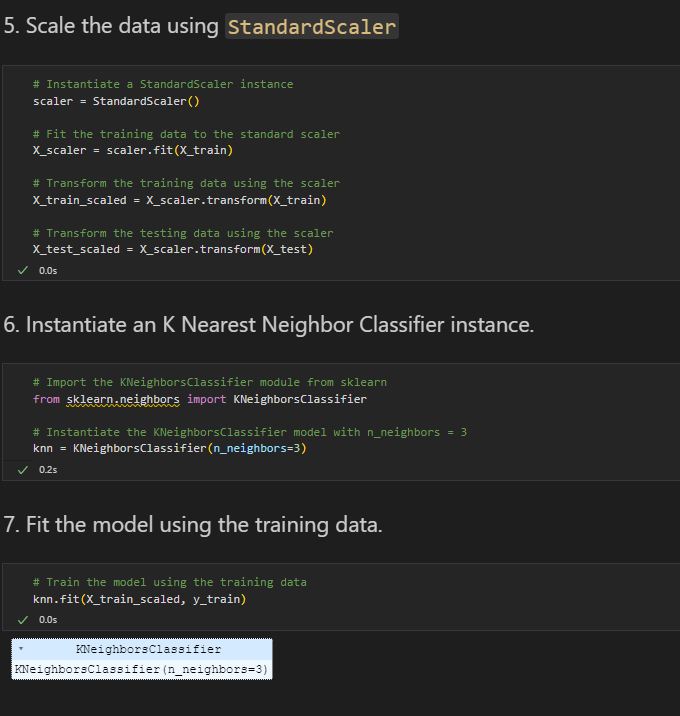 5. Scale the data using StandardScaler
# Instantiate a StandardScaler instance
scaler = StandardScaler()
# Fit the training data to the standard scaler
X_scaler = scaler.fit(X_train)
# Transform the training data using the scaler
X_train_scaled = X_scaler.transform(X_train)
# Transform the testing data using the scaler
X_test_scaled = X_scaler.transform(X_test)
0.0s
6. Instantiate an K Nearest Neighbor Classifier instance.
# Import the KNeighborsClassifier module from sklearn
from sklearn.neighbors import KNeighborsClassifier
# Instantiate the KNeighborsClassifier model with n_neighbors = 3
knn = KNeighborsClassifier(n_neighbors=3)
0.2s
7. Fit the model using the training data.
# Train the model using the training data
knn.fit(X_train_scaled, y_train)
0.0s
KNeighborsClassifier
KNeighborsClassifier(n_neighbors=3)